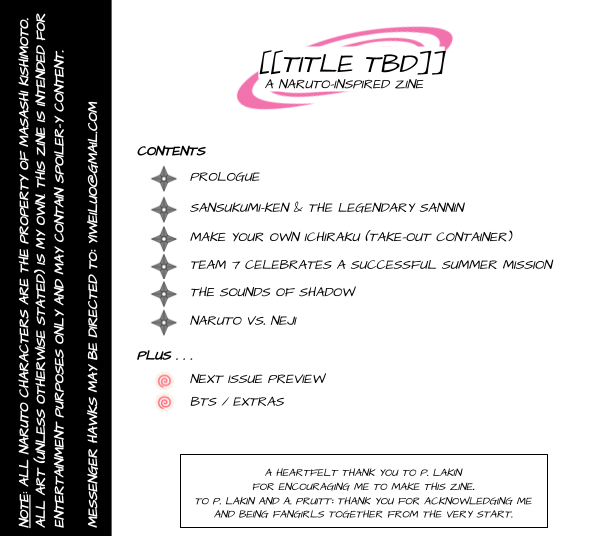 NOTE: ALL NARUTO CHARACTERS ARE THE PROPERTY OF MASASHI KISHIMOTO.
ALL ART (UNLESS OTHERWISE STATED) IS MY OWN. THIS ZINE IS INTENDED FOR
ENTERTAINMENT PURPOSES ONLY AND MAY CONTAIN SPOILER-Y CONTENT.
MESSENGER HAWKS MAY BE DIRECTED TO: YIWEILUO@GMAIL.COM
[[TITLE TBD]]
A NARUTO-INSPIRED ZINE
CONTENTS
PROLOGUE
SANSUKUMI-KEN & THE LEGENDARY SANNIN
MAKE YOUR OWN ICHIRAKU (TAKE-OUT CONTAINER)
TEAM 7 CELEBRATES A SUCCESSFUL SUMMER MISSION
THE SOUNDS OF SHADOW
NARUTO VS. NEJI
PLUS . . .
NEXT ISSUE PREVIEW
BTS / EXTRAS
A HEARTFELT THANK YOU TO P. LAKIN
FOR ENCOURAGING ME TO MAKE THIS ZINE.
TO P. LAKIN AND A. PRUITT: THANK YOU FOR ACKNOWLEDGING ME
AND BEING FANGIRLS TOGETHER FROM THE VERY START.